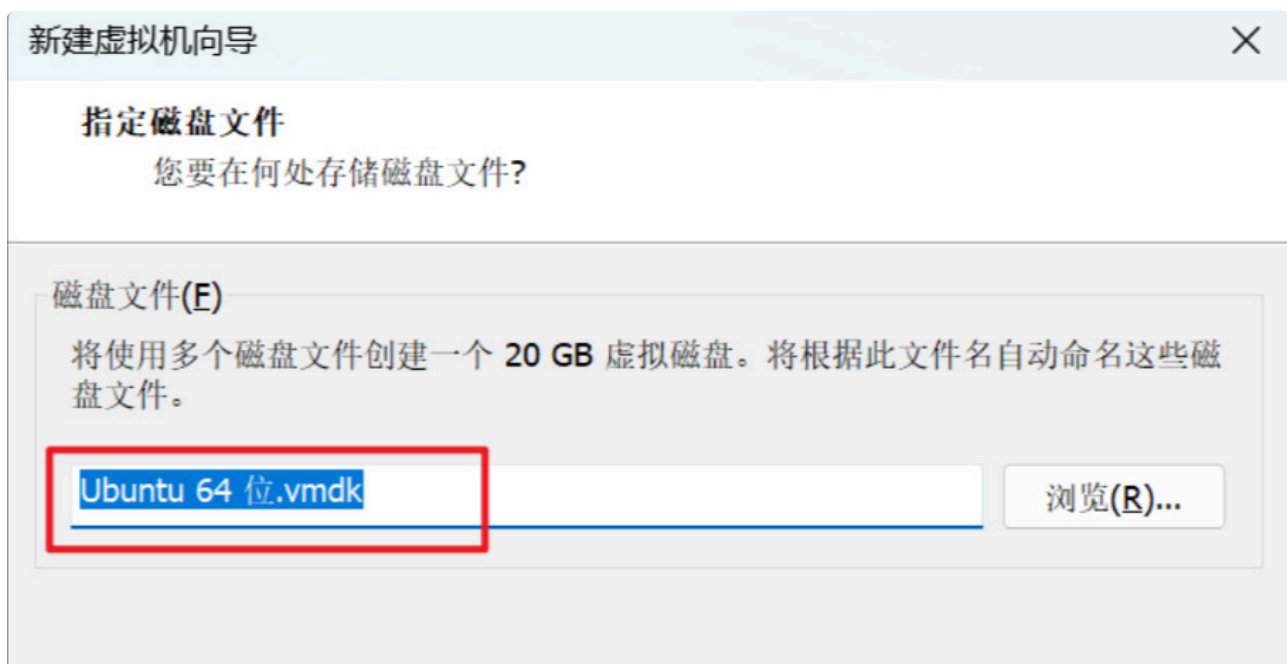 新建虚拟机向导
指定磁盘文件
您要在何处存储磁盘文件?
磁盘文件(F)
将使用多个磁盘文件创建一个 20 GB 虚拟磁盘。将根据此文件名自动命名这些磁
盘文件。
Ubuntu 64 位.vmdk
浏览(R)...